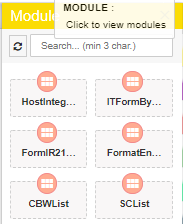 Module
MODULE :
Click to view modules
Search... (min 3 char.)
HostInteg...
ITFormBy...
FormIR21...
FormatEn...
CBWList
SCList